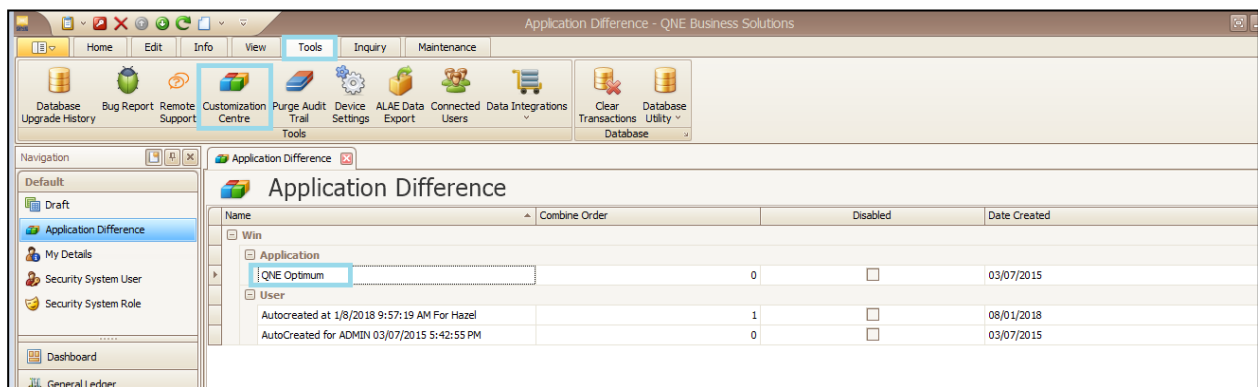 Application Difference - QNE Business Solutions
Home Edit Info View Tools Inquiry Maintenance
Database Upgrade History
Bug Report
Remote Support
Customization Centre
Purge Audit Trail
Device Settings
ALAE Data Export
Connected Users
Data Integrations
Clear Transactions
Database Utility
Tools
Database
Navigation
Application Difference
Default
Draft
Application Difference
My Details
Security System User
Security System Role
Dashboard
General Ledger
Application Difference
Name Combine Order Disabled Date Created
Win
Application
QNE Optimum 0 03/07/2015
User
Autocreated at 1/8/2018 9:57:19 AM For Hazel 1 08/01/2018
AutoCreated for ADMIN 03/07/2015 5:42:55 PM 0 03/07/2015